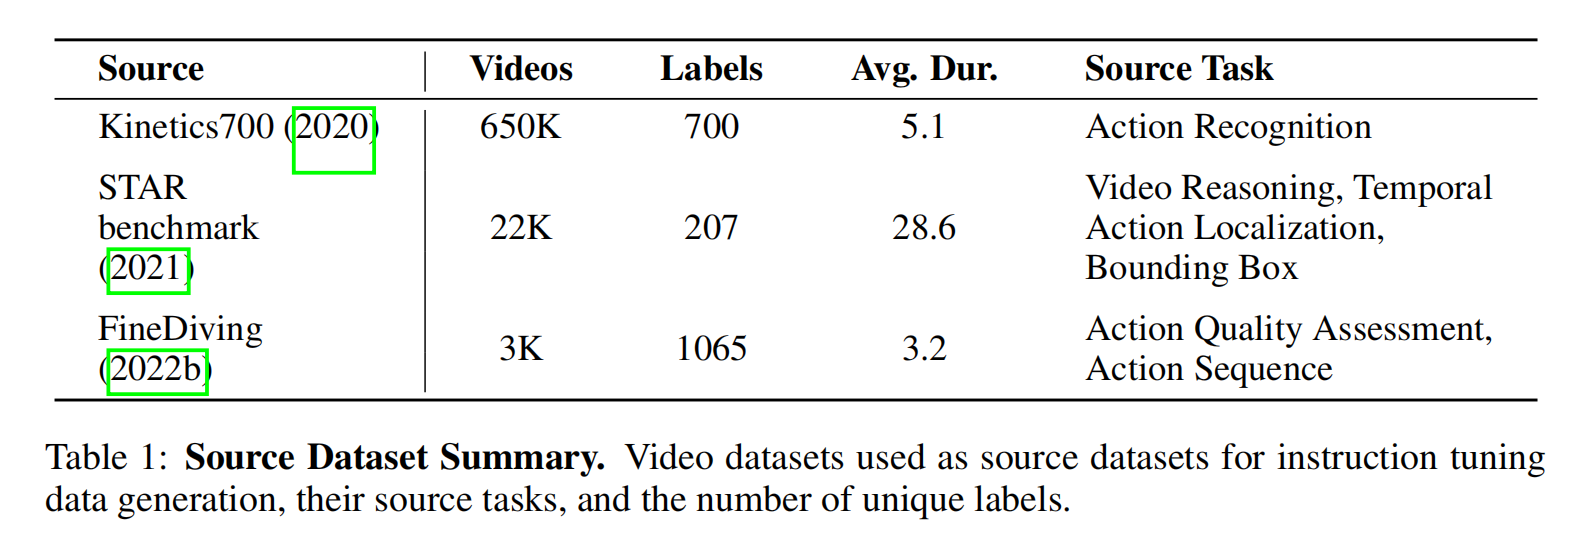 Source Videos Labels Avg. Dur. Source Task
Kinetics700 (2020) 650K 700 5.1 Action Recognition
STAR
benchmark
(2021)
22K 207 28.6
Video Reasoning, Temporal
Action Localization,
Bounding Box
FineDiving
(2022b)
3K 1065 3.2
Action Quality Assessment,
Action Sequence
Table 1: Source Dataset Summary. Video datasets used as source datasets for instruction tuning
data generation, their source tasks, and the number of unique labels.